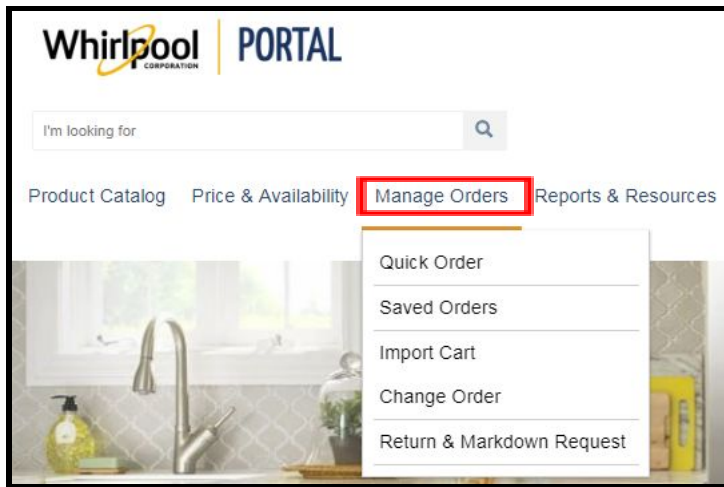 Whirlpool PORTAL
CORPORATION
I'm looking for
Product Catalog Price & Availability Manage Orders Reports & Resources
Quick Order
Saved Orders
Import Cart
Change Order
Return & Markdown Request